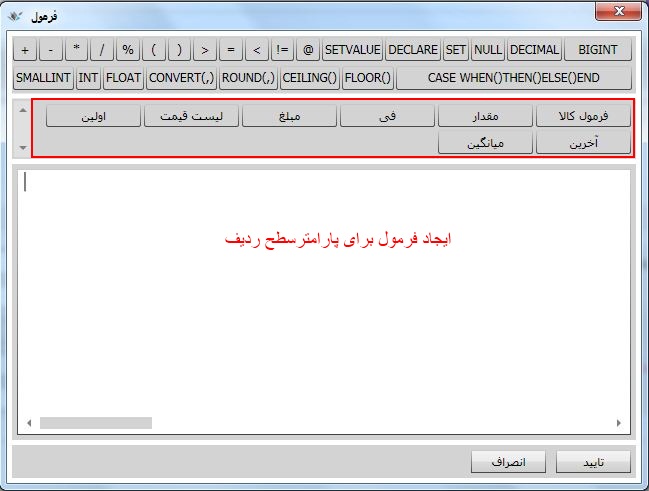 فرمول
+ - * / % ( ) > = < != @ SETVALUE DECLARE SET NULL DECIMAL BIGINT
SMALLINT INT FLOAT CONVERT(,) ROUND(,) CEILING() FLOOR() CASE WHEN()THEN()ELSE()END
فرمول کالا مقدار فی مبلغ لیست قیمت اولین
آخرین میانگین
ایجاد فرمول برای پارامترسطح ردیف
تایید انصراف